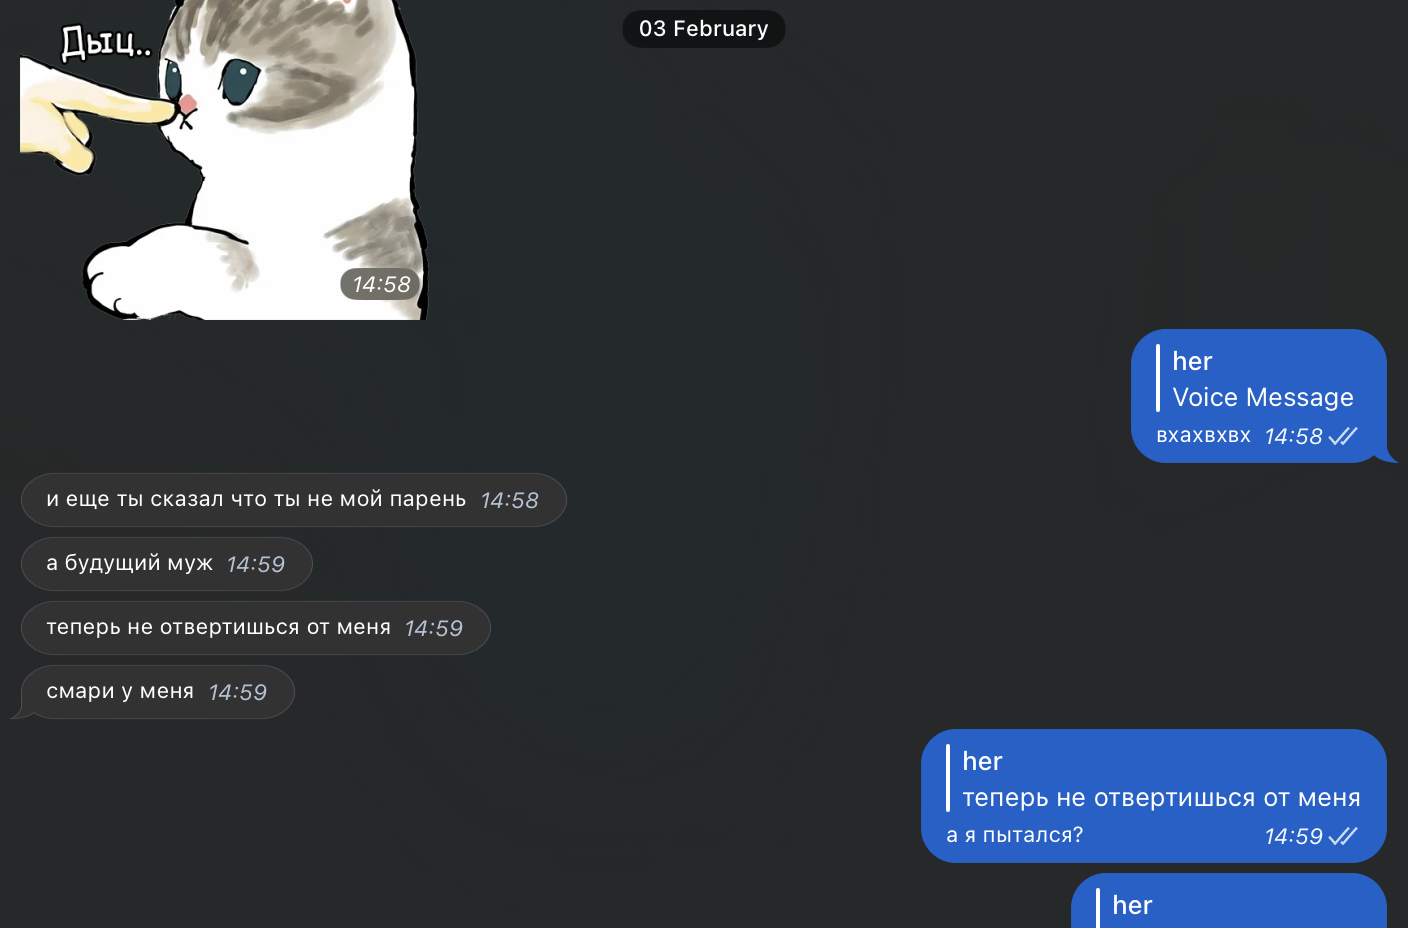 03 February
Дыц..
14:58
her
Voice Message
вхахвхвх 14:58
и еще ты сказал что ты не мой парень 14:58
а будущий муж 14:59
теперь не отвертишься от меня 14:59
смари у меня 14:59
her
теперь не отвертишься от меня
а я пытался? 14:59
her